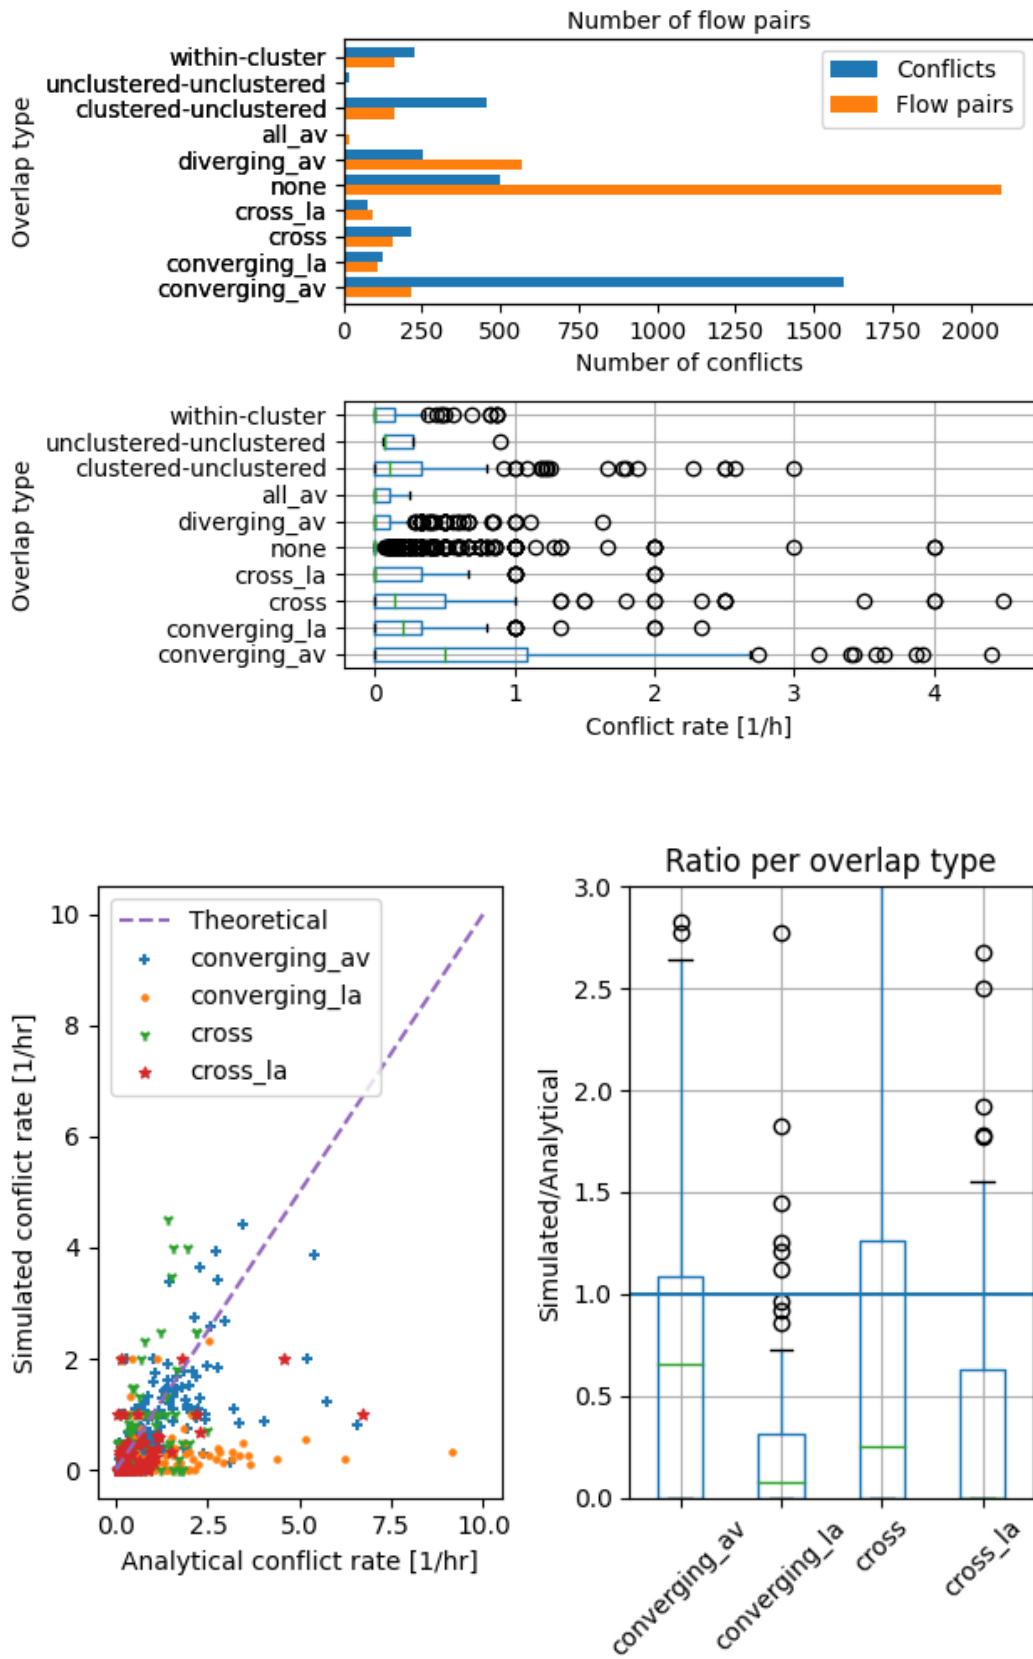 Number of flow pairs
Overlap type
within-cluster
unclustered-unclustered
clustered-unclustered
all_av
diverging_av
none
cross_la
cross
converging_la
converging_av
Conflicts
Flow pairs
0 250 500 750 1000 1250 1500 1750 2000
Number of conflicts
Overlap type
within-cluster
unclustered-unclustered
clustered-unclustered
all_av
diverging_av
none
cross_la
cross
converging_la
converging_av
0 1 2 3 4
Conflict rate [1/h]
Simulated conflict rate [1/hr]
10
8
6
4
2
0
Theoretical
converging_av
converging_la
cross
cross_la
0.0 2.5 5.0 7.5 10.0
Analytical conflict rate [1/hr]
Ratio per overlap type
Simulated/Analytical
3.0
2.5
2.0
1.5
1.0
0.5
0.0
converging_av
converging_la
cross
cross_la